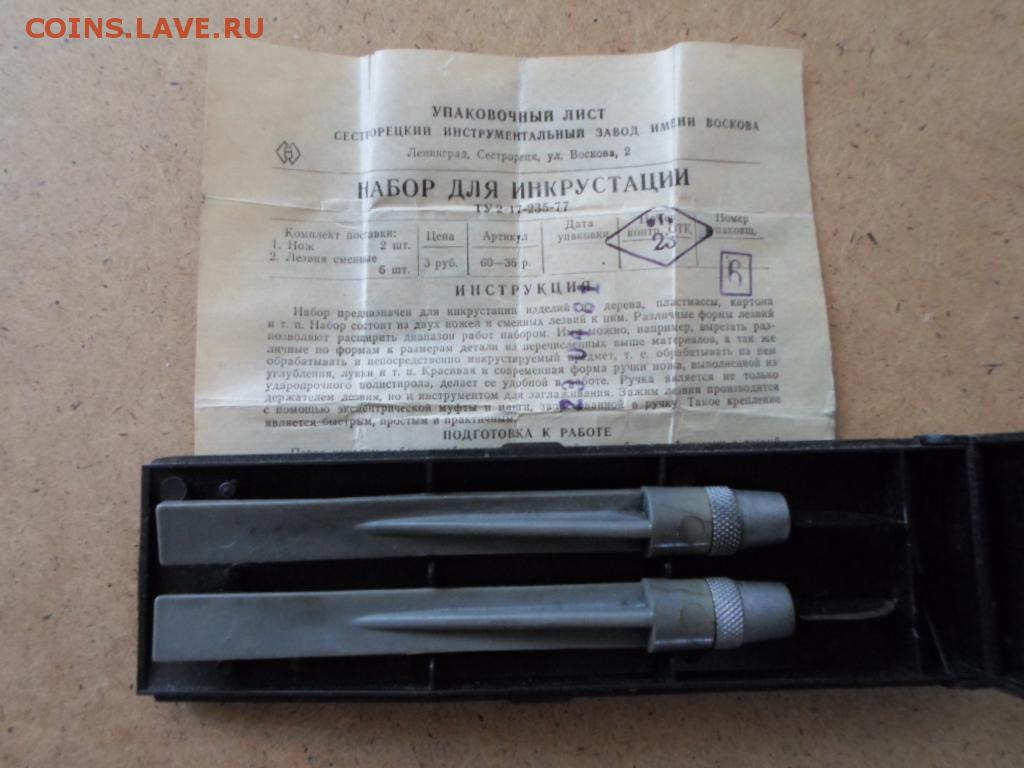 COINS.LAVE.RU
УПАКОВОЧНЫЙ ЛИСТ
СЕСТРОРЕЦКИЙ ИНСТРУМЕНТАЛЬНЫЙ ЗАВОД ИМЕНИ ВОСКОВА
Ленинград, Сестрорецк, ул. Воскова, 2
НАБОР ДЛЯ ИНКРУСТАЦИИ
ТУ 2 17-235-77
Комплект поставки: Цена Артикул Дата упаковки контр. ОТК Номер упаковщ.
1. Нож 2 шт.
2. Лезвия сменные 6 шт. 3 руб. 60—36 р.
23
ИНСТРУКЦИЯ
Набор предназначен для инкрустации изделий из дерева, пластмассы, картона
и т. п. Набор состоит из двух ножей и сменных лезвий к ним. Различные формы лезвий
позволяют расширить диапазон работ набором. Ими можно, например, вырезать раз-
личные по формам к размерам детали из перечисленных выше материалов, а так же
обрабатывать и непосредственно инкрустируемый предмет, т. е. обрабатывать на нем
углубления, лунки и т. п. Красивая и современная форма ручки ножа, выполненной из
ударопрочного полистирола, делает ее удобной в работе. Ручка является не только
держателем лезвия, но и инструментом для заглаживания. Зажим лезвия производится
с помощью эксцентрической муфты и цанги, в ручку. Такое крепление
является быстрым, простым и практичным.
ПОДГОТОВКА К РАБОТЕ